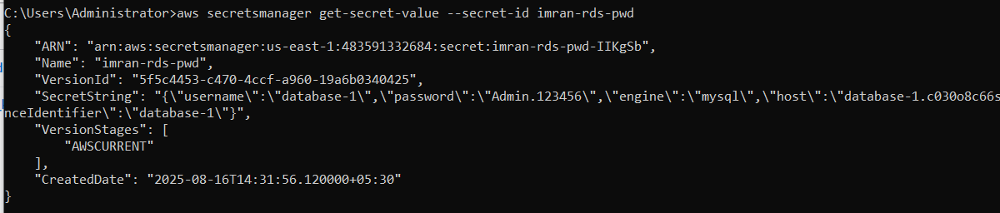 C:\Users\Administrator>aws secretsmanager get-secret-value --secret-id imran-rds-pwd
{
    "ARN": "arn:aws:secretsmanager:us-east-1:483591332684:secret:imran-rds-pwd-IIKgSb",
    "Name": "imran-rds-pwd",
    "VersionId": "5f5c4453-c470-4ccf-a960-19a6b0340425",
    "SecretString": "{\"username\":\"database-1\",\"password\":\"Admin.123456\",\"engine\":\"mysql\",\"host\":\"database-1.c030o8c66s
nceIdentifier\":\"database-1\"}",
    "VersionStages": [
        "AWSCURRENT"
    ],
    "CreatedDate": "2025-08-16T14:31:56.120000+05:30"
}